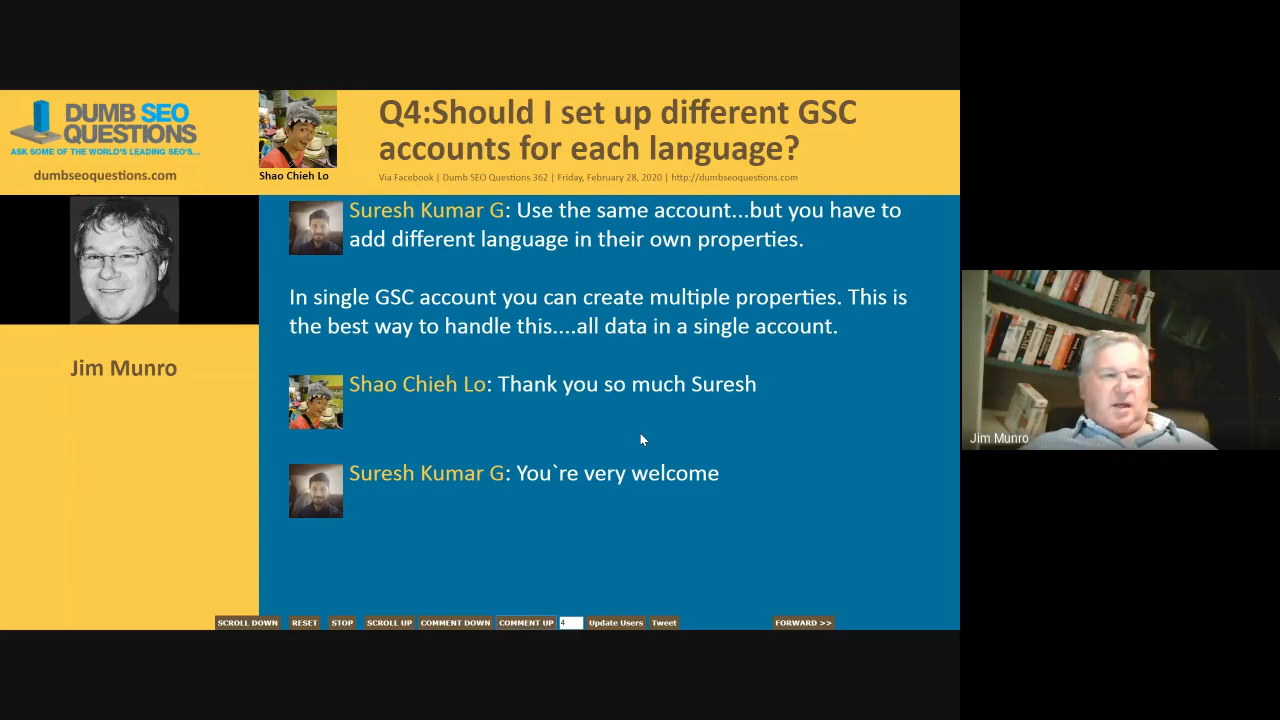 DUMB SEO
QUESTIONS
ASK SOME OF THE WORLD'S LEADING SEO'S...
dumbseoquestions.com
Shao Chieh Lo
Q4:Should I set up different GSC
accounts for each language?
Via Facebook | Dumb SEO Questions 362 | Friday, February 28, 2020 | http://dumbseoquestions.com
Jim Munro
Suresh Kumar G: Use the same account...but you have to
add different language in their own properties.
In single GSC account you can create multiple properties. This is
the best way to handle this....all data in a single account.
Shao Chieh Lo: Thank you so much Suresh
Suresh Kumar G: You`re very welcome
SCROLL DOWN RESET STOP SCROLL UP COMMENT DOWN COMMENT UP 4 Update Users Tweet FORWARD >>
Jim Munro